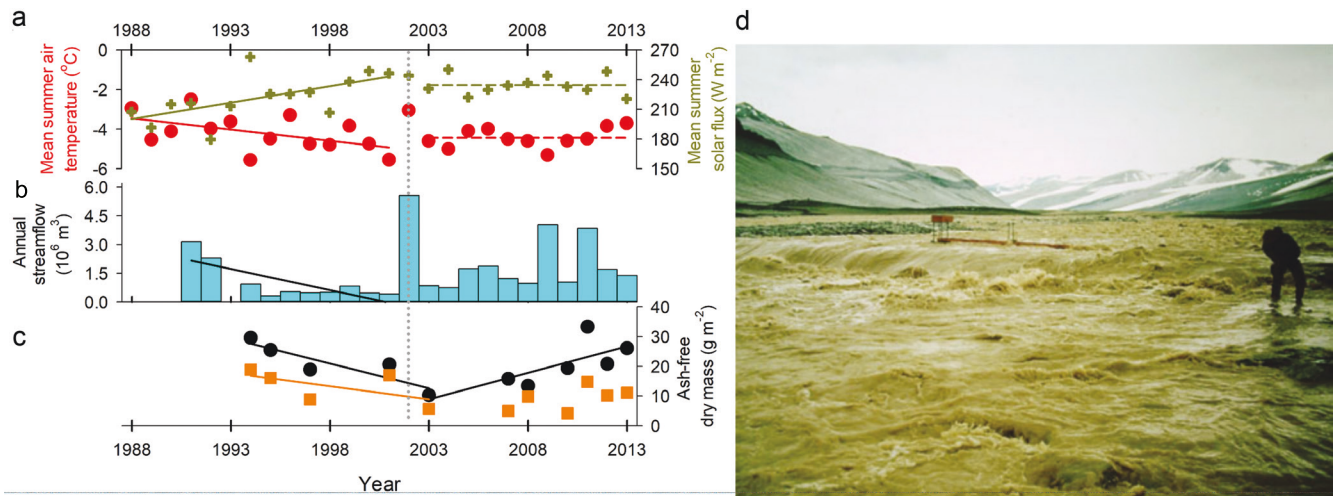 a
1988 1993 1998 2003 2008 2013
Mean summer air
temperature (°C)
0
-2
-4
-6
270
240
210
180
150
Mean summer
solar flux (W m⁻²)
b
Annual
streamflow
(10⁶ m³)
6.0
4.5
3.0
1.5
0.0
c
40
30
20
10
0
Ash-free
dry mass (g m⁻²)
1988 1993 1998 2003 2008 2013
Year
d